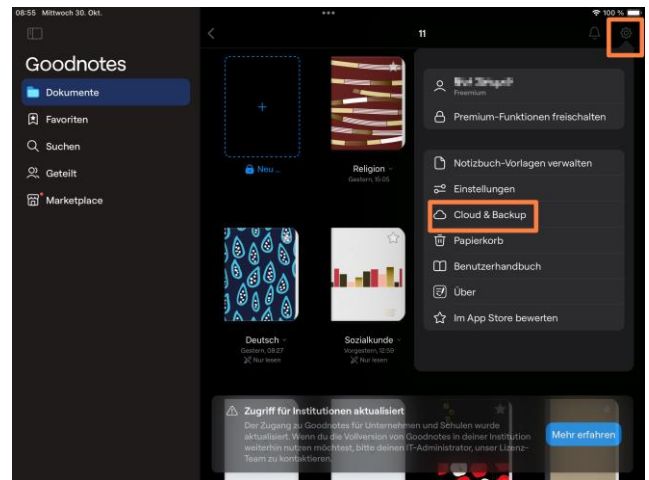 08:55 Mittwoch 30. Okt.
100 %
11
Goodnotes
Dokumente
Favoriten
Suchen
Geteilt
Marketplace
Neu ...
Religion
Gestern, 15:05
Deutsch
Gestern, 08:27
Nur lesen
Sozialkunde
Vorgestern, 12:59
Nur lesen
Freemium
Premium-Funktionen freischalten
Notizbuch-Vorlagen verwalten
Einstellungen
Cloud & Backup
Papierkorb
Benutzerhandbuch
Über
Im App Store bewerten
Zugriff für Institutionen aktualisiert
Der Zugang zu Goodnotes für Unternehmen und Schulen wurde
aktualisiert. Wenn du die Vollversion von Goodnotes in deiner Institution
weiterhin nutzen möchtest, bitte deinen IT-Administrator, unser Lizenz-
Team zu kontaktieren.
Mehr erfahren